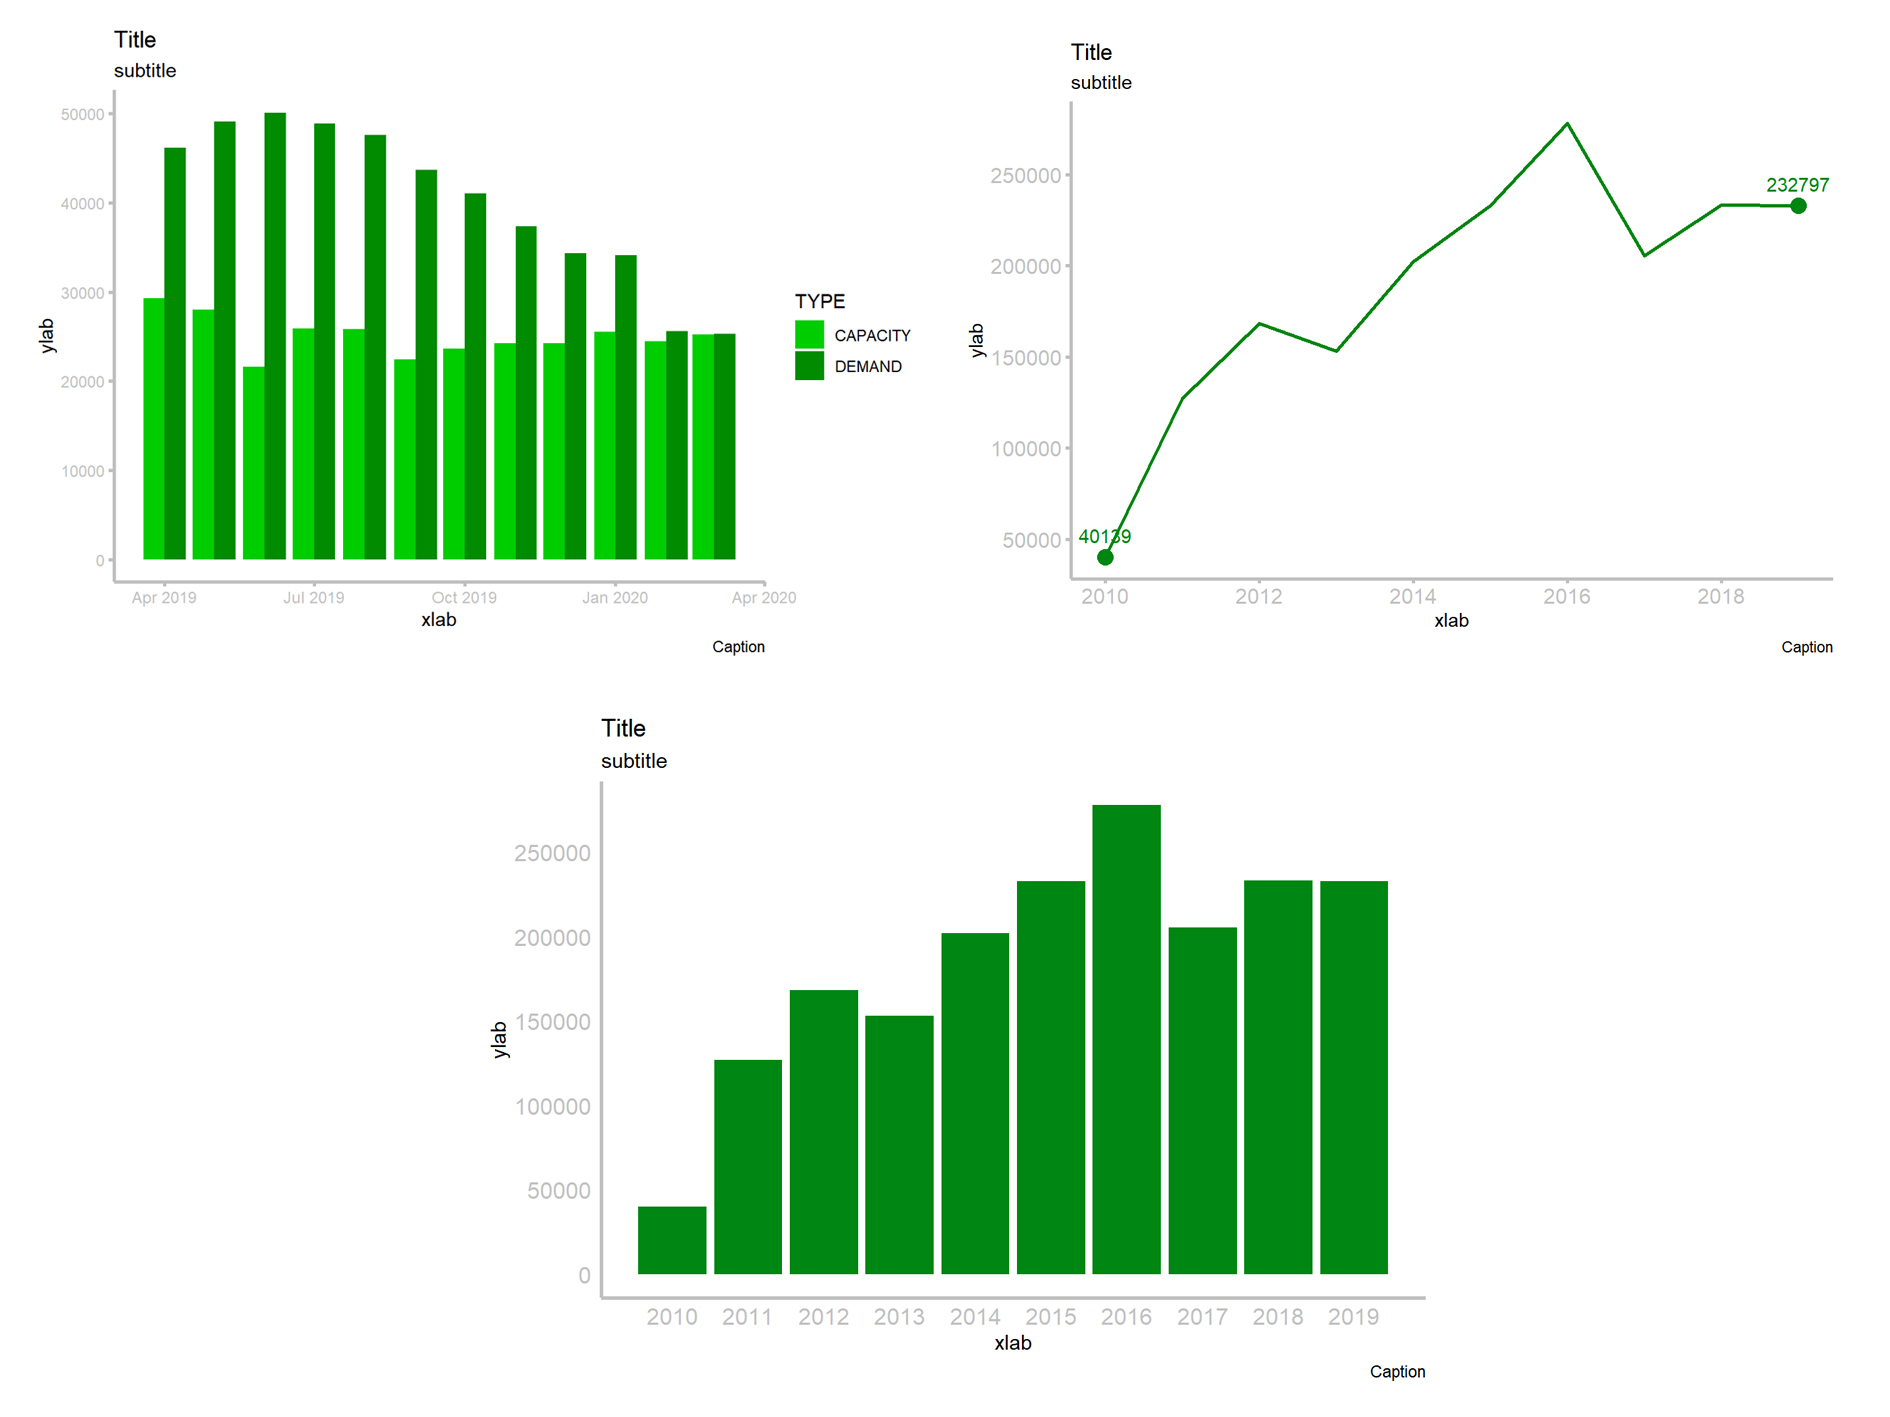 Title
subtitle
50000
40000
30000
20000
10000
0
ylab
Apr 2019 Jul 2019 Oct 2019 Jan 2020 Apr 2020
xlab
Caption
TYPE
CAPACITY
DEMAND
Title
subtitle
250000
200000
150000
100000
50000
ylab
232797
40139
2010 2012 2014 2016 2018
xlab
Caption
Title
subtitle
250000
200000
150000
100000
50000
0
ylab
2010 2011 2012 2013 2014 2015 2016 2017 2018 2019
xlab
Caption